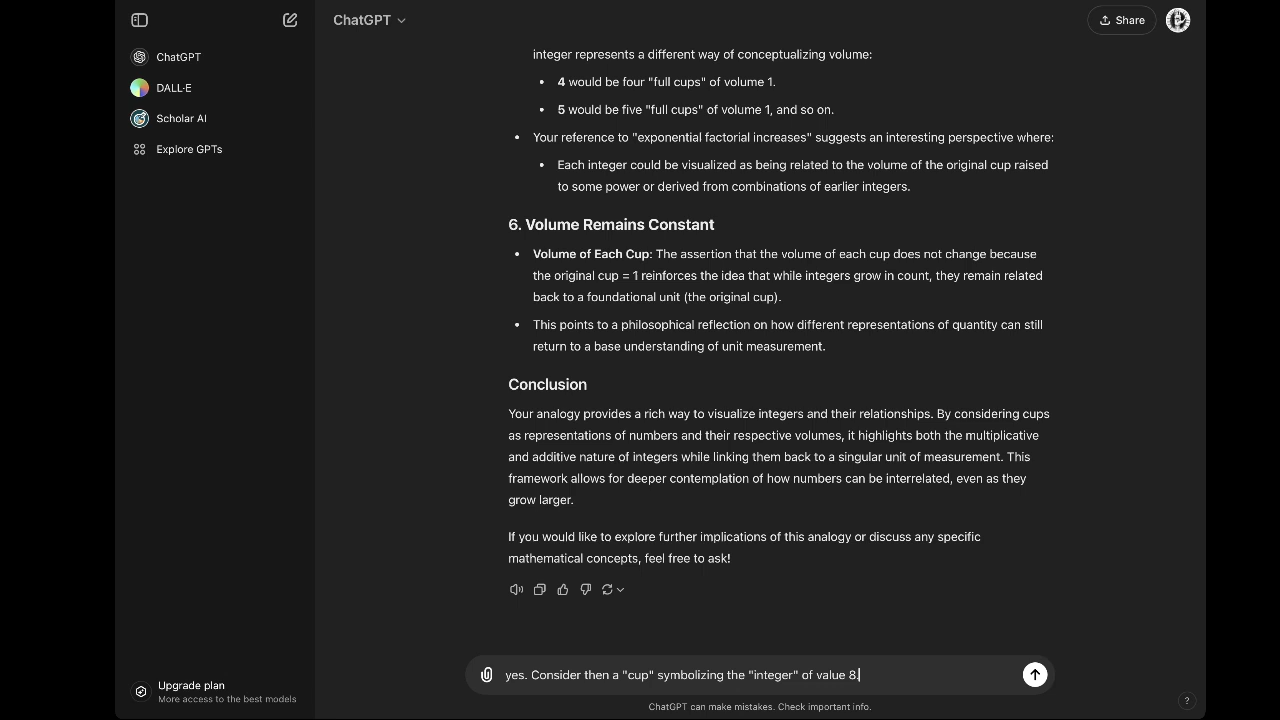 ChatGPT
Share
ChatGPT
DALL·E
Scholar AI
Explore GPTs
integer represents a different way of conceptualizing volume:
• 4 would be four "full cups" of volume 1.
• 5 would be five "full cups" of volume 1, and so on.
• Your reference to "exponential factorial increases" suggests an interesting perspective where:
• Each integer could be visualized as being related to the volume of the original cup raised
to some power or derived from combinations of earlier integers.
6. Volume Remains Constant
• Volume of Each Cup: The assertion that the volume of each cup does not change because
the original cup = 1 reinforces the idea that while integers grow in count, they remain related
back to a foundational unit (the original cup).
• This points to a philosophical reflection on how different representations of quantity can still
return to a base understanding of unit measurement.
Conclusion
Your analogy provides a rich way to visualize integers and their relationships. By considering cups
as representations of numbers and their respective volumes, it highlights both the multiplicative
and additive nature of integers while linking them back to a singular unit of measurement. This
framework allows for deeper contemplation of how numbers can be interrelated, even as they
grow larger.
If you would like to explore further implications of this analogy or discuss any specific
mathematical concepts, feel free to ask!
yes. Consider then a "cup" symbolizing the "integer" of value 8.
Upgrade plan
More access to the best models
ChatGPT can make mistakes. Check important info.
?